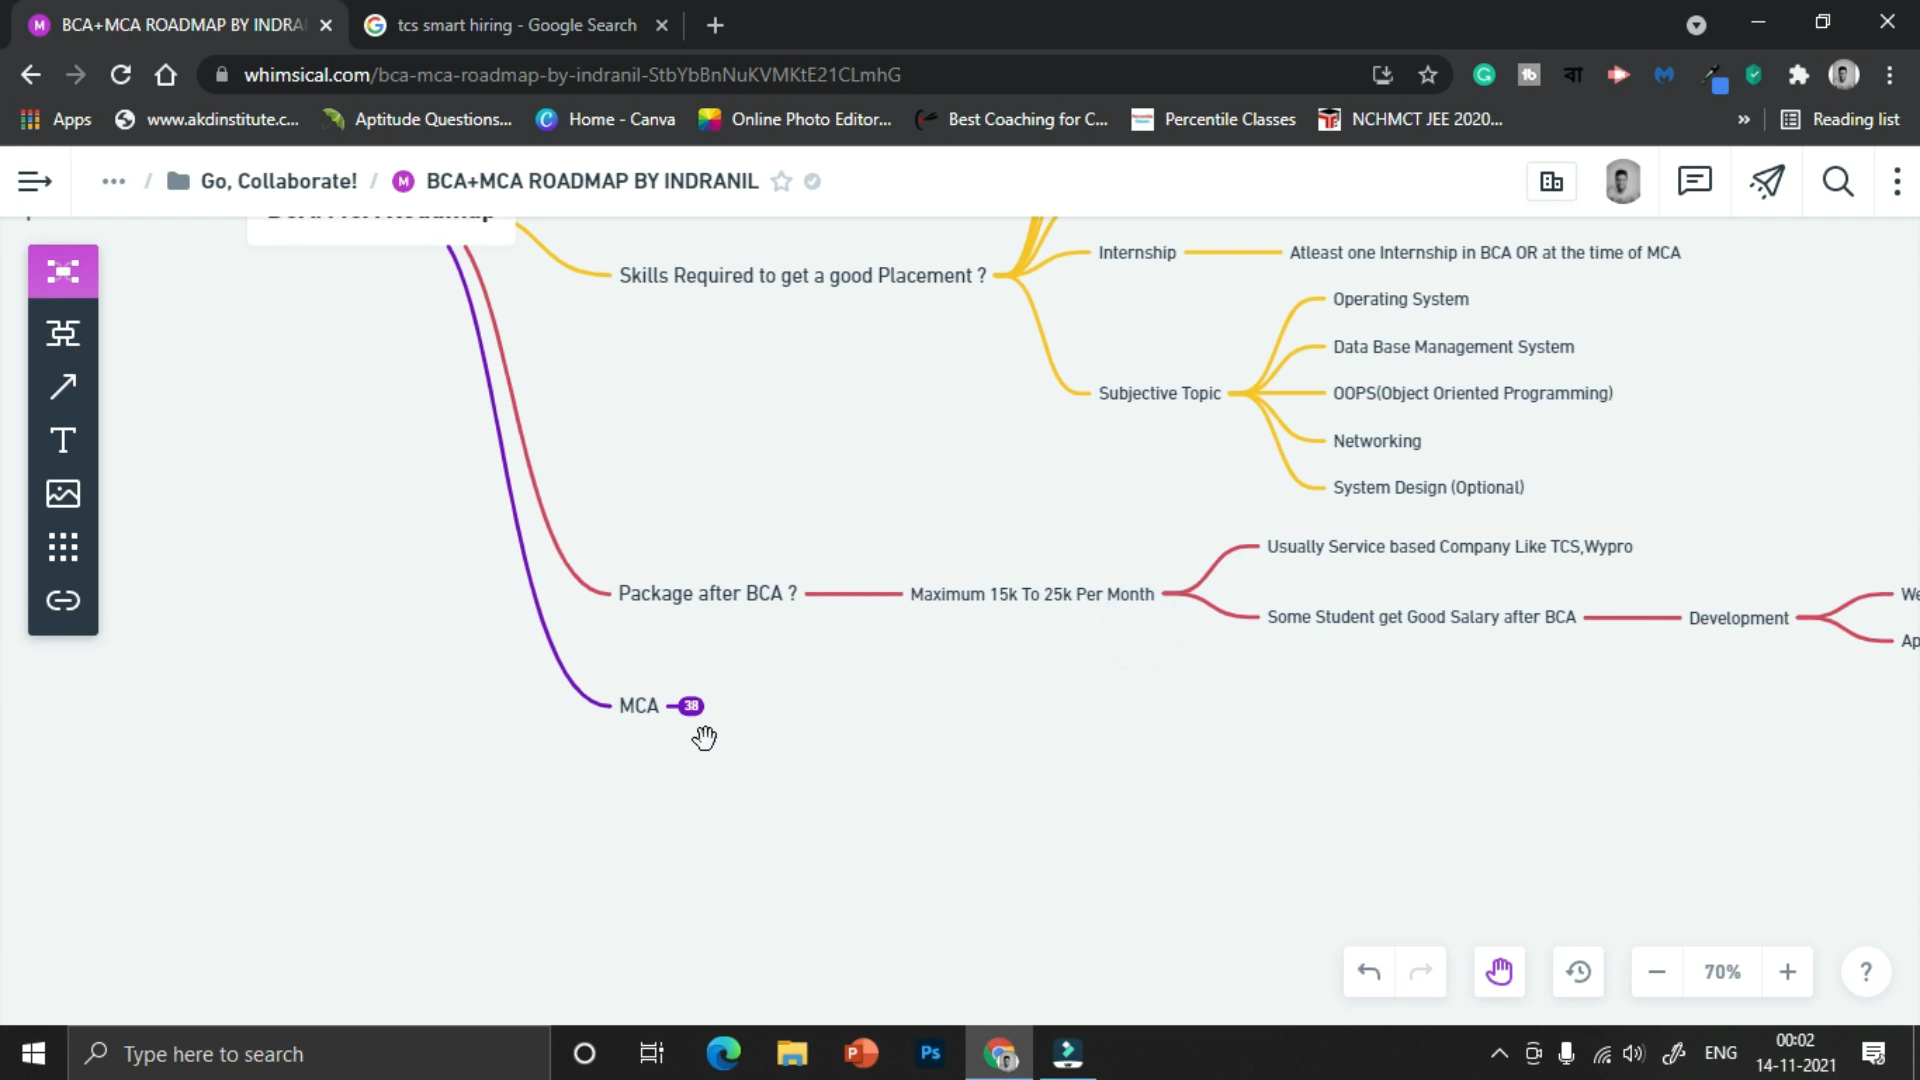 BCA+MCA ROADMAP BY INDRA
tcs smart hiring - Google Search
whimsical.com/bca-mca-roadmap-by-indranil-StbYbBnNuKVMKtE21CLmhG
Apps
www.akdinstitute.c...
Aptitude Questions...
Home - Canva
Online Photo Editor...
Best Coaching for C...
Percentile Classes
NCHMCT JEE 2020...
»
Reading list
... / Go, Collaborate! / M BCA+MCA ROADMAP BY INDRANIL
Skills Required to get a good Placement ?
Internship
Atleast one Internship in BCA OR at the time of MCA
Subjective Topic
Operating System
Data Base Management System
OOPS(Object Oriented Programming)
Networking
System Design (Optional)
Package after BCA ?
Maximum 15k To 25k Per Month
Usually Service based Company Like TCS,Wypro
Some Student get Good Salary after BCA
Development
We
Ap
MCA
38
70%
?
Type here to search
ENG
00:02
14-11-2021